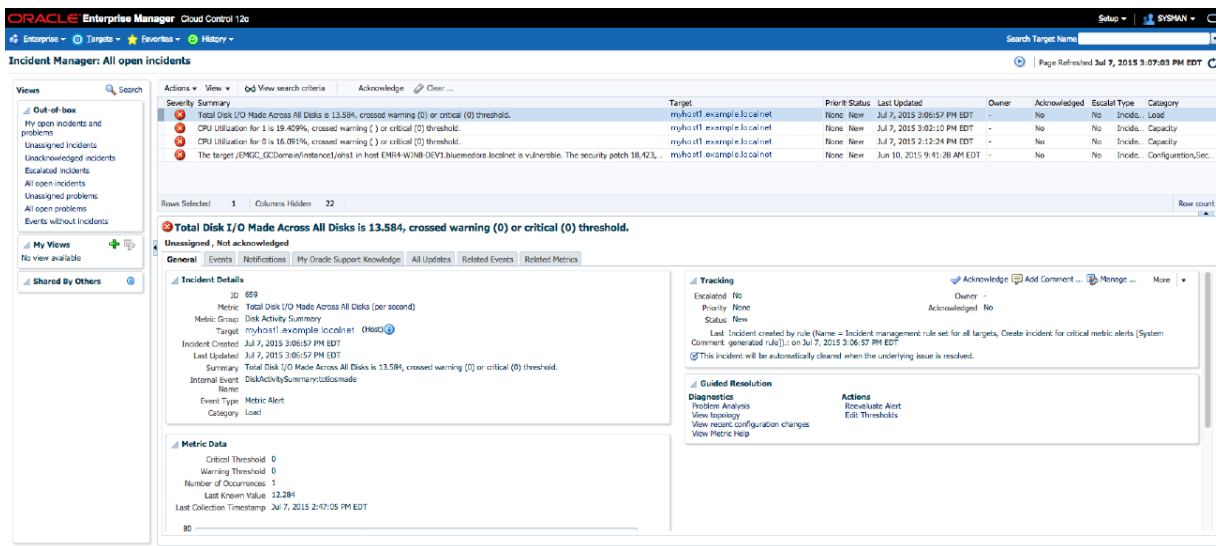 ORACLE Enterprise Manager Cloud Control 12c
Setup SYSMAN
Enterprise Targets Favorites History
Search Target Name
Incident Manager: All open incidents
Page Refreshed Jul 7, 2015 3:07:03 PM EDT
Views Search
Out-of-box
My open incidents and
problems
Unassigned incidents
Unacknowledged incidents
Escalated incidents
All open incidents
Unassigned problems
All open problems
Events without incidents
My Views
No view available
Shared By Others
Actions View View search criteria Acknowledge Clear ...
Severity Summary Target Priorit Status Last Updated Owner Acknowledged Escalat Type Category
Total Disk I/O Made Across All Disks is 13.584, crossed warning (0) or critical (0) threshold. myhost1.example.localnet None New Jul 7, 2015 3:06:57 PM EDT - No No Incide... Load
CPU Utilization for 1 is 19.409%, crossed warning ( ) or critical (0) threshold. myhost1.example.localnet None New Jul 7, 2015 3:02:10 PM EDT - No No Incide... Capacity
CPU Utilization for 0 is 16.091%, crossed warning ( ) or critical (0) threshold. myhost1.example.localnet None New Jul 7, 2015 2:12:24 PM EDT - No No Incide... Capacity
The target /EMGC_GCDomain/instance1/ohs1 in host EMR4-WIN8-DEV1.bluemedora.localnet is vulnerable. The security patch 18,423,... myhost1.example.localnet None New Jun 10, 2015 9:41:28 AM EDT - No No Incide... Configuration,Sec...
Rows Selected 1 Columns Hidden 22 Row count
Total Disk I/O Made Across All Disks is 13.584, crossed warning (0) or critical (0) threshold.
Unassigned , Not acknowledged
General Events Notifications My Oracle Support Knowledge All Updates Related Events Related Metrics
Incident Details
ID 659
Metric Total Disk I/O Made Across All Disks (per second)
Metric Group Disk Activity Summary
Target myhost1.example.localnet (Host)
Incident Created Jul 7, 2015 3:06:57 PM EDT
Last Updated Jul 7, 2015 3:06:57 PM EDT
Summary Total Disk I/O Made Across All Disks is 13.584, crossed warning (0) or critical (0) threshold.
Internal Event DiskActivitySummary:totiosmade
Name
Event Type Metric Alert
Category Load
Metric Data
Critical Threshold 0
Warning Threshold 0
Number of Occurrences 1
Last Known Value 12.284
Last Collection Timestamp Jul 7, 2015 2:47:05 PM EDT
80
Tracking Acknowledge Add Comment ... Manage ... More
Escalated No Owner -
Priority None Acknowledged No
Status New
Last Incident created by rule (Name = Incident management rule set for all targets, Create incident for critical metric alerts [System
Comment generated rule]).: on Jul 7, 2015 3:06:57 PM EDT
This incident will be automatically cleared when the underlying issue is resolved.
Guided Resolution
Diagnostics Actions
Problem Analysis Reevaluate Alert
View topology Edit Thresholds
View recent configuration changes
View Metric Help